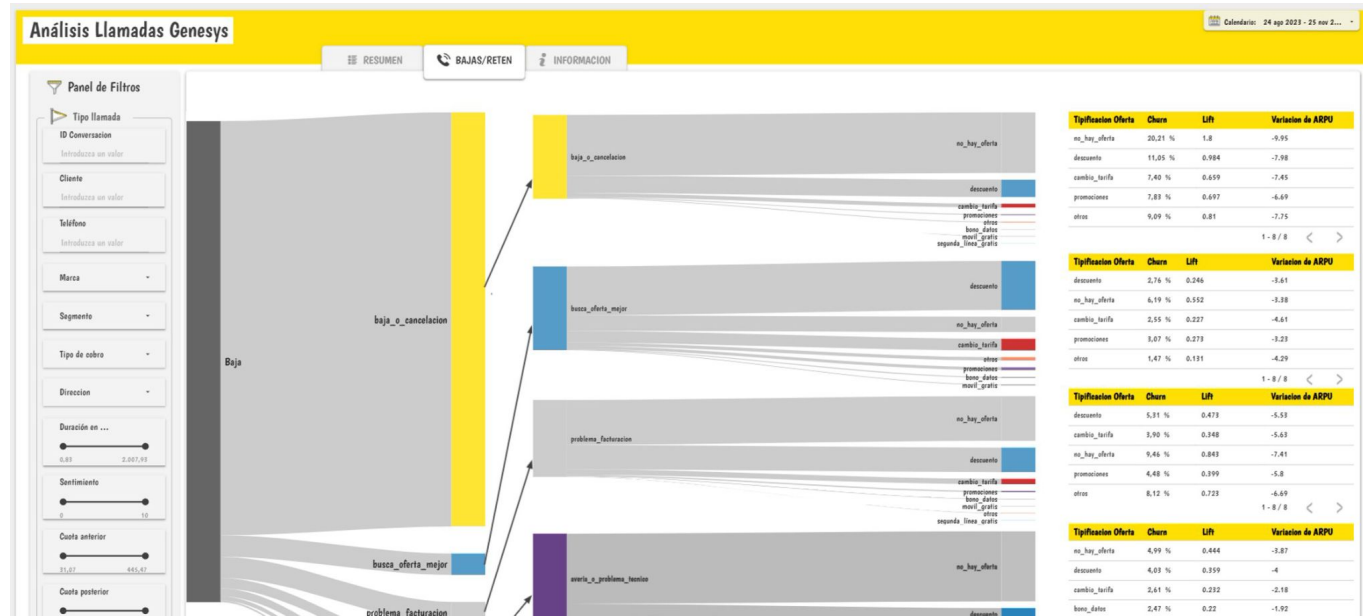 Análisis Llamadas Genesys
Calendario: 24 ago 2023 - 25 nov 2...
RESUMEN
BAJAS/RETEN
INFORMACION
Panel de Filtros
Tipo llamada
ID Conversacion
Introduzca un valor
Cliente
Introduzca un valor
Teléfono
Introduzca un valor
Marca
Segmento
Tipo de cobro
Direccion
Duración en ...
0,83 2.007,93
Sentimiento
0 10
Cuota anterior
31,07 445,47
Cuota posterior
Baja
baja_o_cancelacion
busca_oferta_mejor
problema_facturacion
baja_o_cancelacion
no_hay_oferta
descuento
cambio_tarifa
promociones
otros
bono_datos
movil_gratis
segunda_linea_gratis
busca_oferta_mejor
descuento
no_hay_oferta
cambio_tarifa
otros
promociones
bono_datos
movil_gratis
problema_facturacion
no_hay_oferta
descuento
cambio_tarifa
promociones
bono_datos
movil_gratis
otros
segunda_linea_gratis
averia_o_problema_tecnico
no_hay_oferta
descuento
Tipificacion Oferta Churn Lift Variacion de ARPU
no_hay_oferta 20,21 % 1.8 -9.95
descuento 11,05 % 0.984 -7.98
cambio_tarifa 7,40 % 0.659 -7.45
promociones 7,83 % 0.697 -6.69
otros 9,09 % 0.81 -7.75
1 - 8 / 8
Tipificacion Oferta Churn Lift Variacion de ARPU
descuento 2,76 % 0.246 -3.61
no_hay_oferta 6,19 % 0.552 -3.38
cambio_tarifa 2,55 % 0.227 -4.61
promociones 3,07 % 0.273 -3.23
otros 1,47 % 0.131 -4.29
1 - 8 / 8
Tipificacion Oferta Churn Lift Variacion de ARPU
descuento 5,31 % 0.473 -5.53
cambio_tarifa 3,90 % 0.348 -5.63
no_hay_oferta 9,46 % 0.843 -7.41
promociones 4,48 % 0.399 -5.8
otros 8,12 % 0.723 -6.69
1 - 8 / 8
Tipificacion Oferta Churn Lift Variacion de ARPU
no_hay_oferta 4,99 % 0.444 -3.87
descuento 4,03 % 0.359 -4
cambio_tarifa 2,61 % 0.232 -2.18
bono_datos 2,47 % 0.22 -1.92